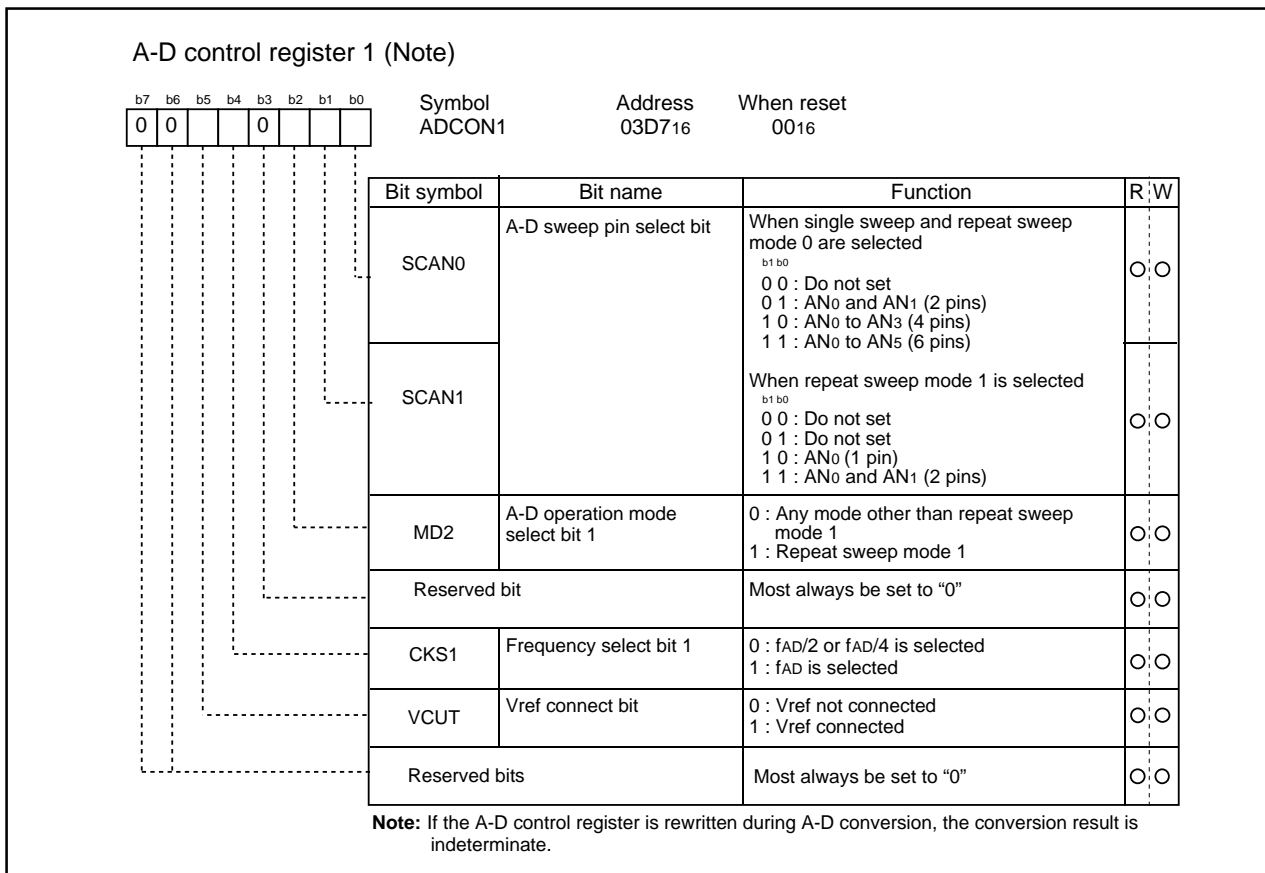 A-D control register 1 (Note)
b7 b6 b5 b4 b3 b2 b1 b0
0 0 0
Symbol Address When reset
ADCON1 03D716 0016
Bit symbol Bit name Function R W
SCAN0
A-D sweep pin select bit
When single sweep and repeat sweep
mode 0 are selected
b1 b0
0 0 : Do not set
0 1 : AN0 and AN1 (2 pins)
1 0 : AN0 to AN3 (4 pins)
1 1 : AN0 to AN5 (6 pins)
SCAN1
When repeat sweep mode 1 is selected
b1 b0
0 0 : Do not set
0 1 : Do not set
1 0 : AN0 (1 pin)
1 1 : AN0 and AN1 (2 pins)
MD2
A-D operation mode
select bit 1
0 : Any mode other than repeat sweep
mode 1
1 : Repeat sweep mode 1
Reserved bit
Most always be set to “0”
CKS1
Frequency select bit 1
0 : fAD/2 or fAD/4 is selected
1 : fAD is selected
VCUT
Vref connect bit
0 : Vref not connected
1 : Vref connected
Reserved bits
Most always be set to “0”
Note: If the A-D control register is rewritten during A-D conversion, the conversion result is
indeterminate.